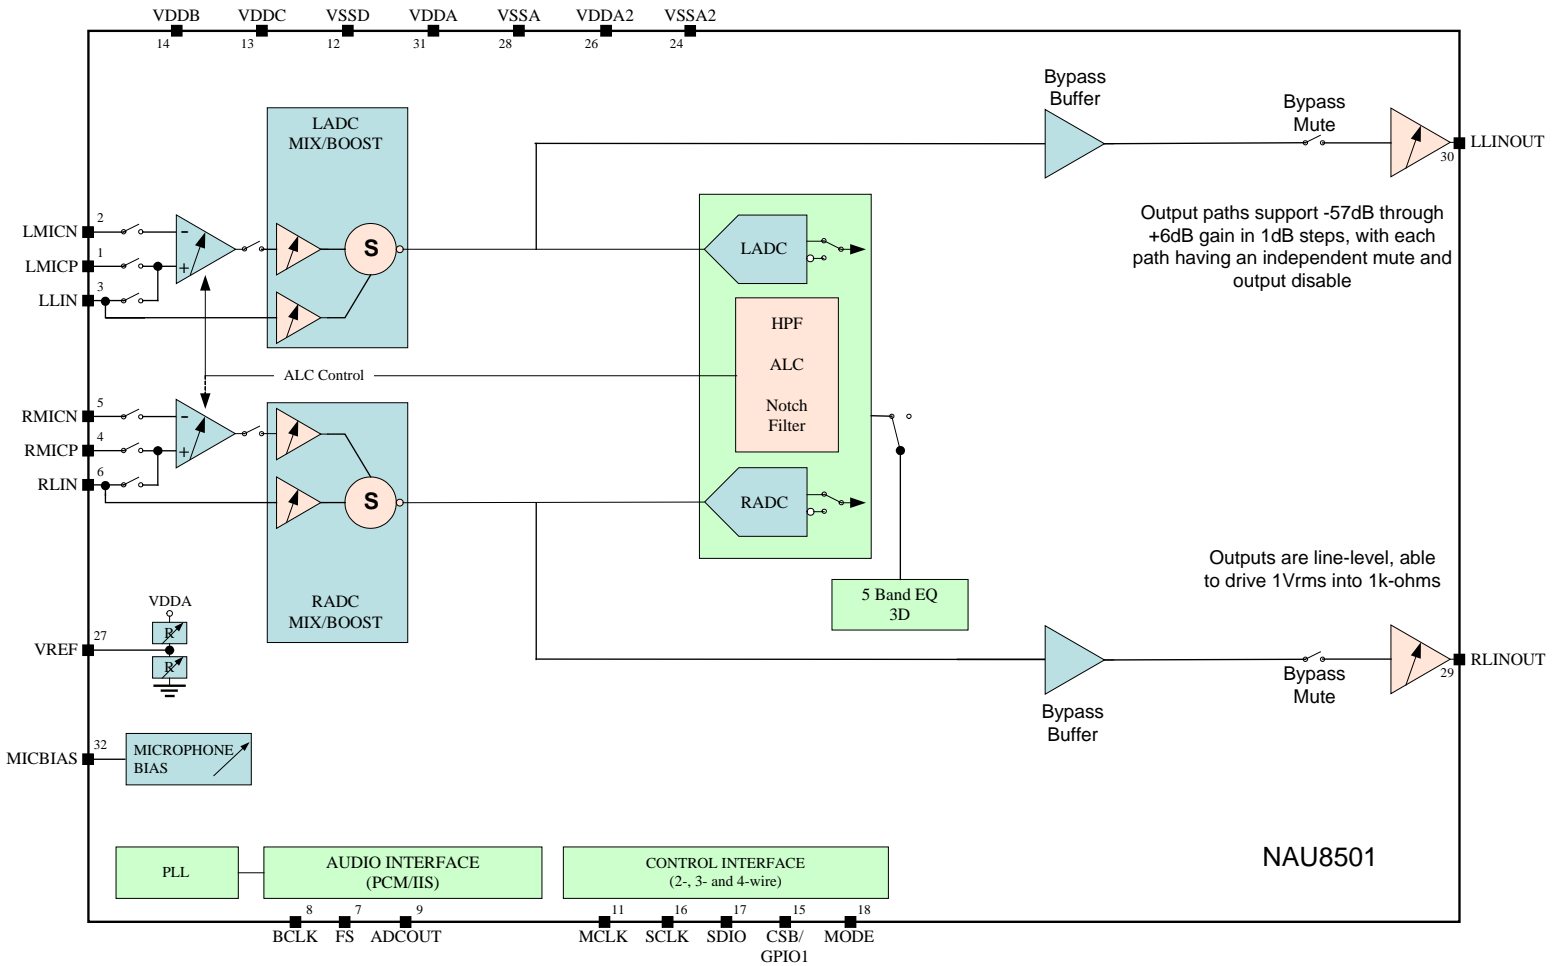 VDDB
VDDC
VSSD
VDDA
VSSA
VDDA2
VSSA2
14
13
12
31
28
26
24
Bypass
Buffer
Bypass
Mute
LLINOUT
30
LADC
MIX/BOOST
LMICN
2
LMICP
1
LLIN
3
-
+
S
LADC
Output paths support -57dB through
+6dB gain in 1dB steps, with each
path having an independent mute and
output disable
HPF
ALC
Notch
Filter
ALC Control
RMICN
5
RMICP
4
RLIN
6
-
+
S
RADC
RADC
MIX/BOOST
5 Band EQ
3D
Outputs are line-level, able
to drive 1Vrms into 1k-ohms
VDDA
R
R
VREF
27
Bypass
Buffer
Bypass
Mute
RLINOUT
29
MICBIAS
32
MICROPHONE
BIAS
PLL
AUDIO INTERFACE
(PCM/IIS)
CONTROL INTERFACE
(2-, 3- and 4-wire)
NAU8501
8
7
9
11
16
17
15
18
BCLK
FS
ADCOUT
MCLK
SCLK
SDIO
CSB/
GPIO1
MODE